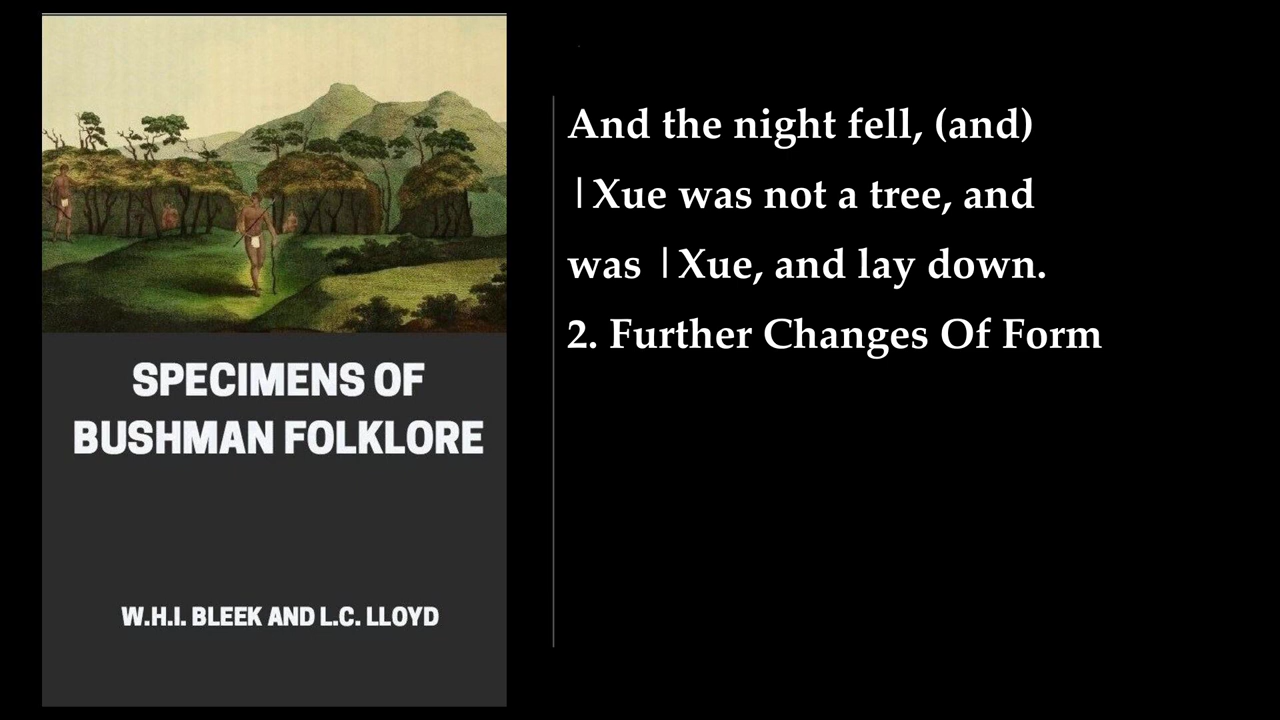 SPECIMENS OF
BUSHMAN FOLKLORE
W.H.I. BLEEK AND L.C. LLOYD
And the night fell, (and)
|Xue was not a tree, and
was |Xue, and lay down.
2. Further Changes Of Form